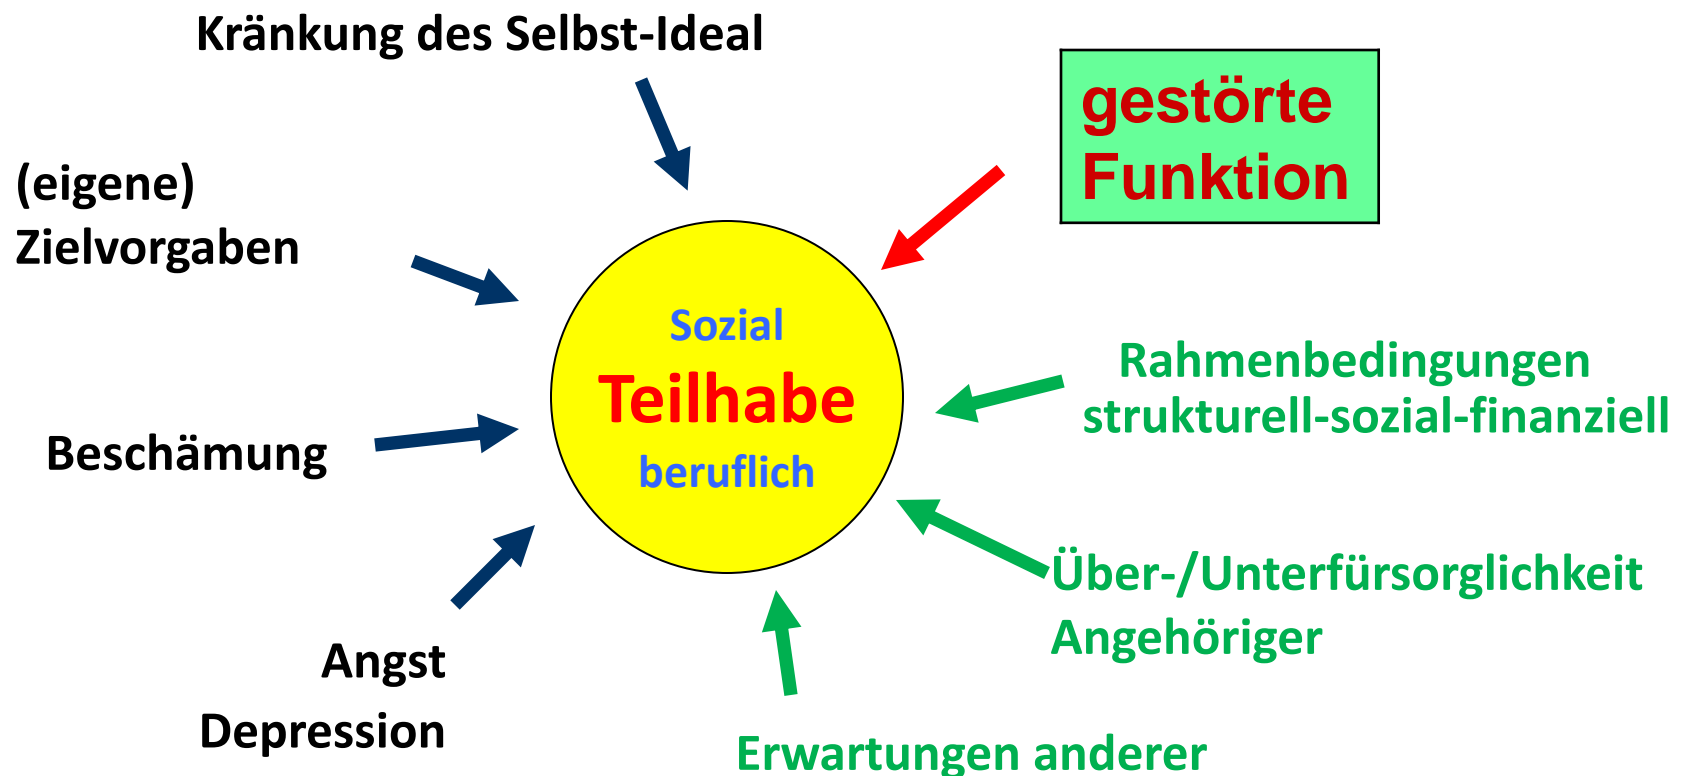 Kränkung des Selbst-Ideal
gestörte
Funktion
(eigene)
Zielvorgaben
Sozial
Teilhabe
beruflich
Rahmenbedingungen
strukturell-sozial-finanziell
Beschämung
Über-/Unterfürsorglichkeit
Angehöriger
Angst
Depression
Erwartungen anderer